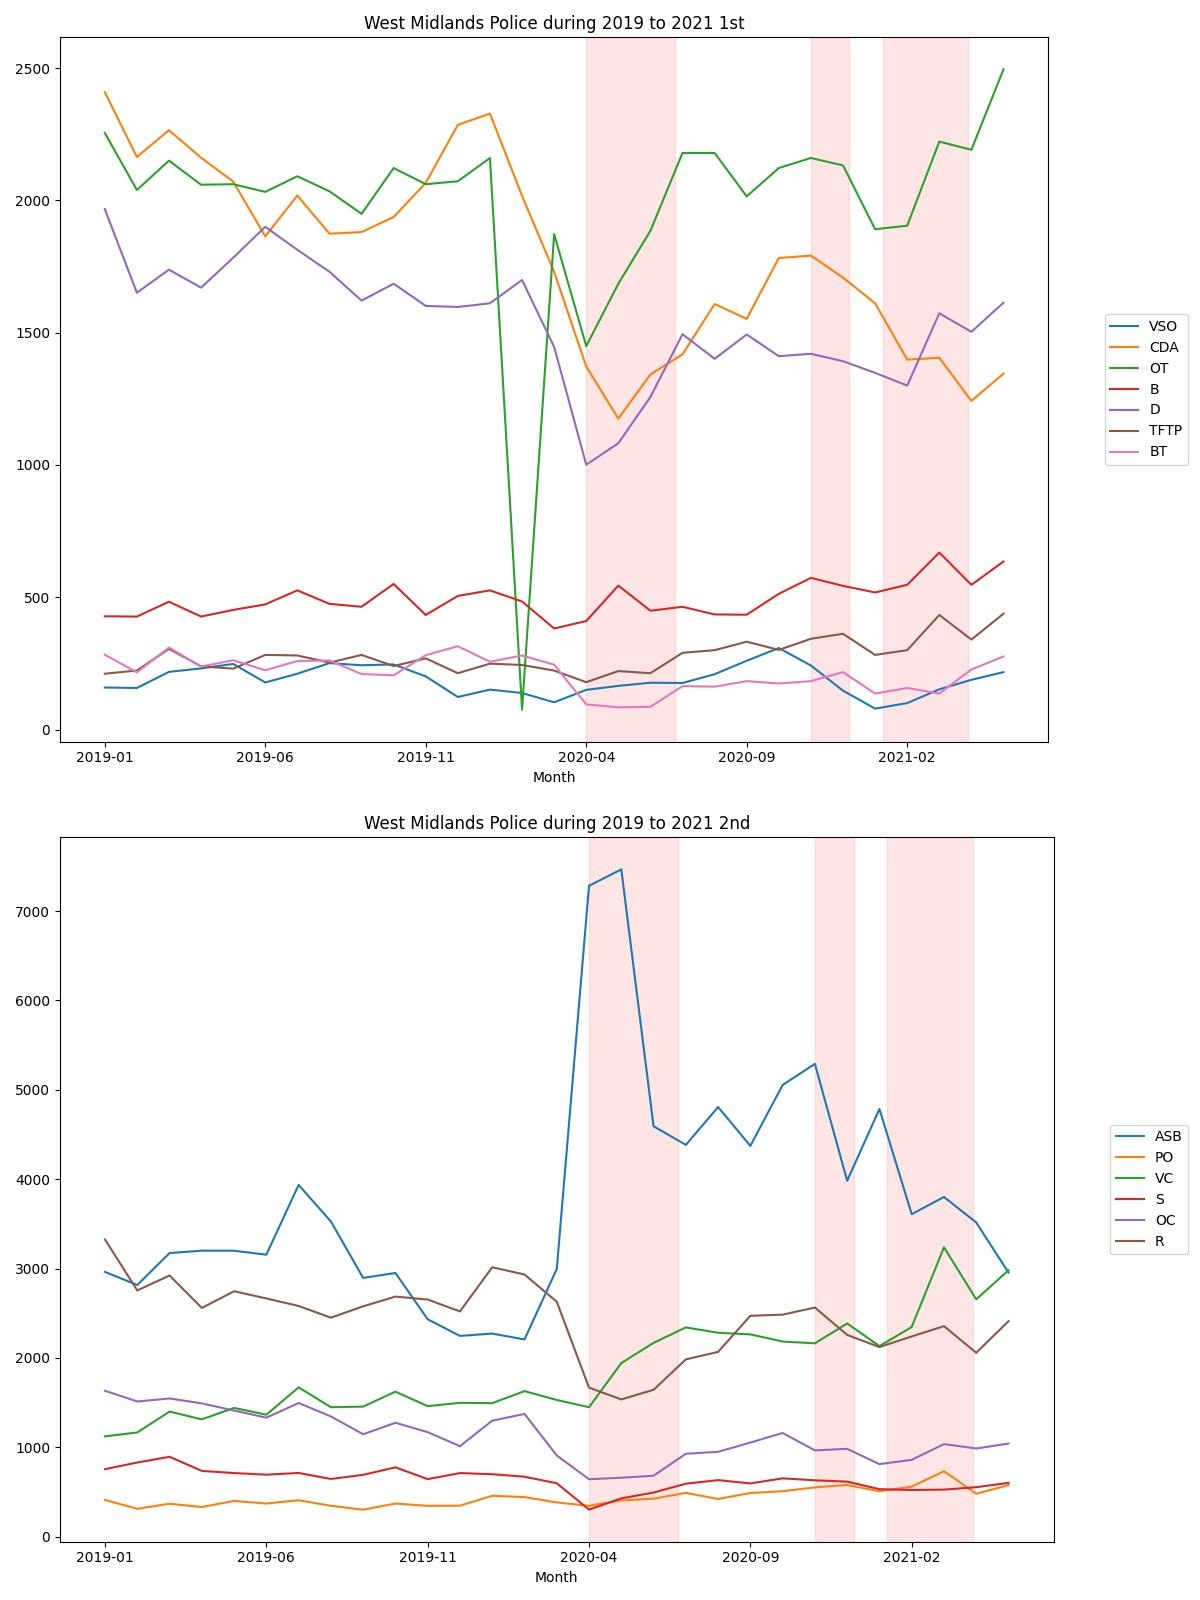 West Midlands Police during 2019 to 2021 1st
2500
2000
1500
1000
500
0
2019-01 2019-06 2019-11 2020-04 2020-09 2021-02
Month
VSO
CDA
OT
B
D
TFTP
BT
West Midlands Police during 2019 to 2021 2nd
7000
6000
5000
4000
3000
2000
1000
0
2019-01 2019-06 2019-11 2020-04 2020-09 2021-02
Month
ASB
PO
VC
S
OC
R